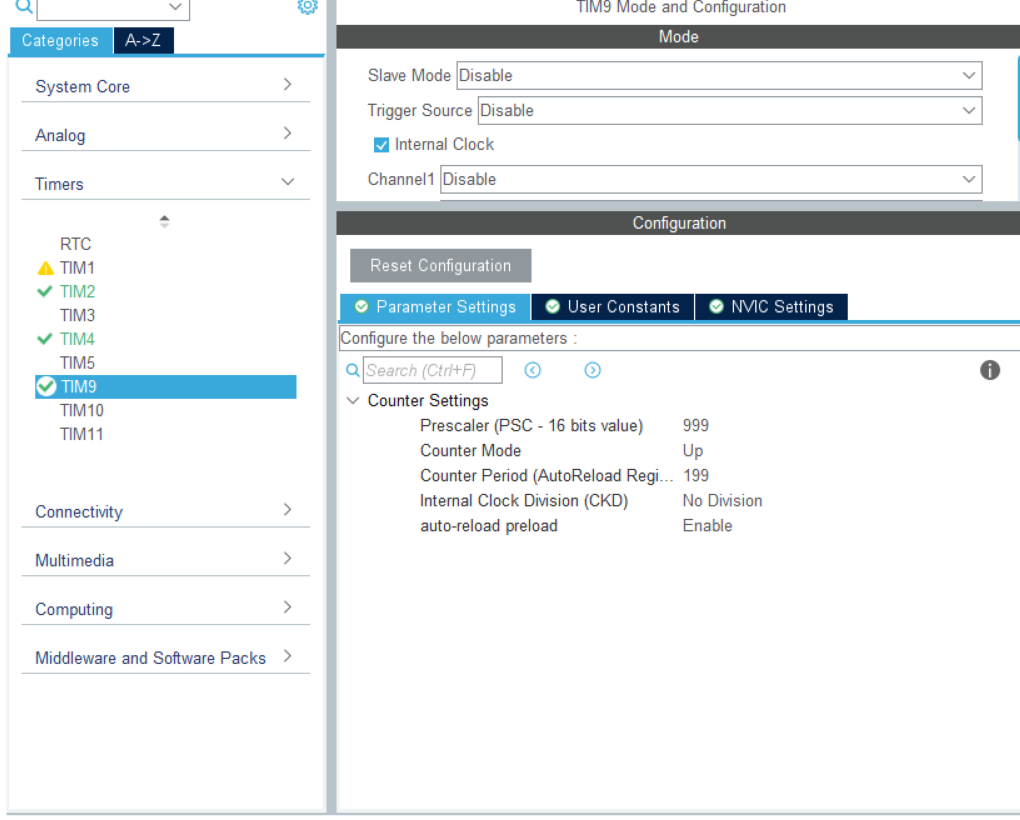 Categories
A->Z
System Core
Analog
Timers
RTC
TIM1
TIM2
TIM3
TIM4
TIM5
TIM9
TIM10
TIM11
Connectivity
Multimedia
Computing
Middleware and Software Packs
TIM9 Mode and Configuration
Mode
Slave Mode Disable
Trigger Source Disable
Internal Clock
Channel1 Disable
Configuration
Reset Configuration
Parameter Settings
User Constants
NVIC Settings
Configure the below parameters :
Search (Ctrl+F)
Counter Settings
Prescaler (PSC - 16 bits value) 999
Counter Mode Up
Counter Period (AutoReload Regi... 199
Internal Clock Division (CKD) No Division
auto-reload preload Enable